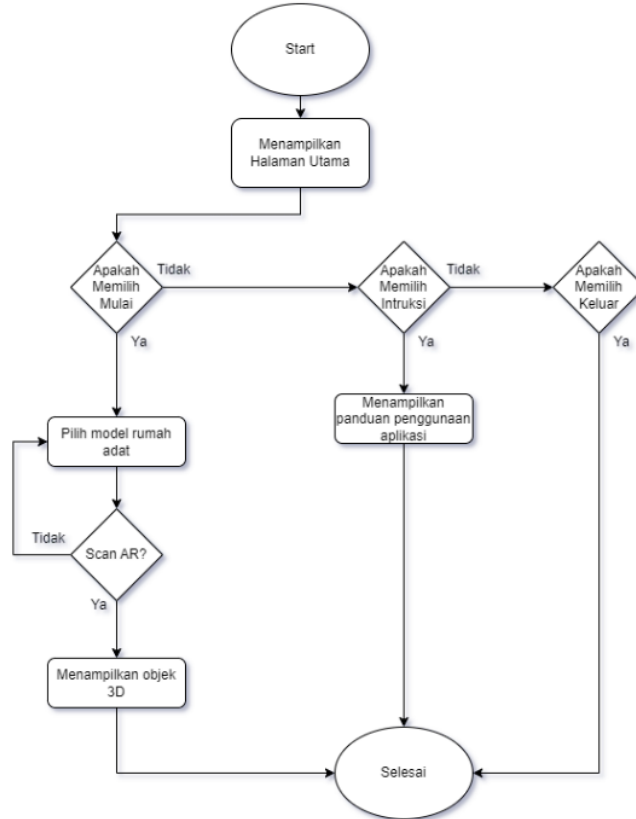 Start
Menampilkan
Halaman Utama
Apakah
Memilih
Mulai
Tidak
Apakah
Memilih
Intruksi
Tidak
Apakah
Memilih
Keluar
Ya
Ya
Ya
Pilih model rumah
adat
Menampilkan
panduan penggunaan
aplikasi
Tidak
Scan AR?
Ya
Menampilkan objek
3D
Selesai